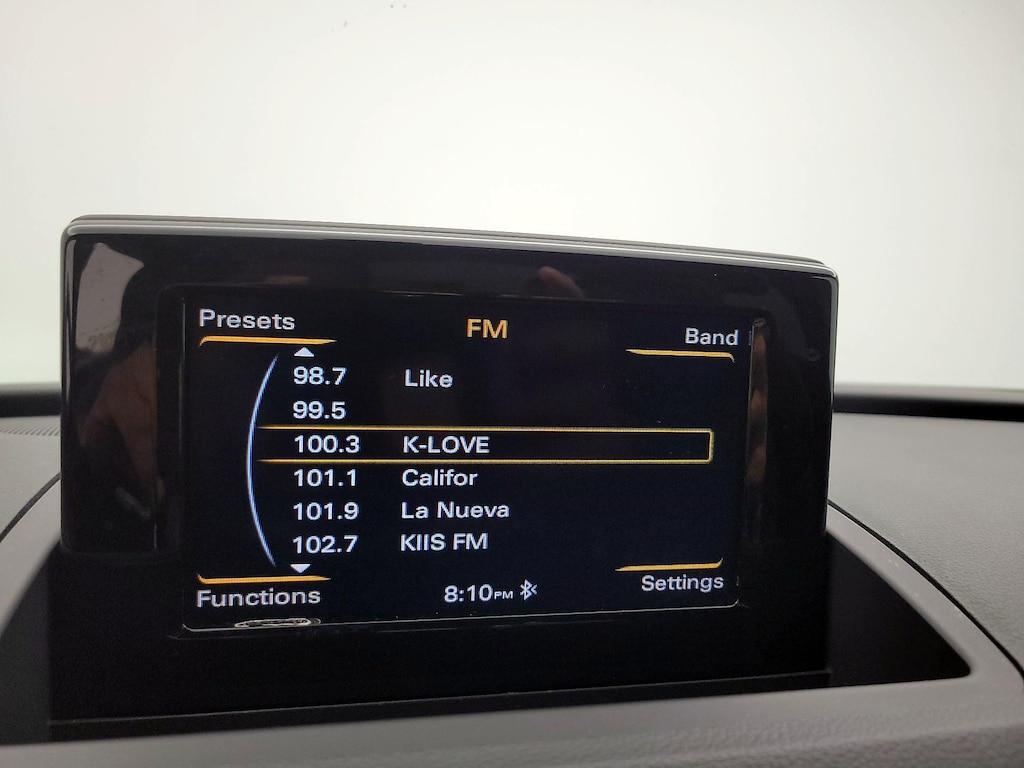 Presets FM Band
98.7 Like
99.5
100.3 K-LOVE
101.1 Califor
101.9 La Nueva
102.7 KIIS FM
Functions 8:10PM Settings